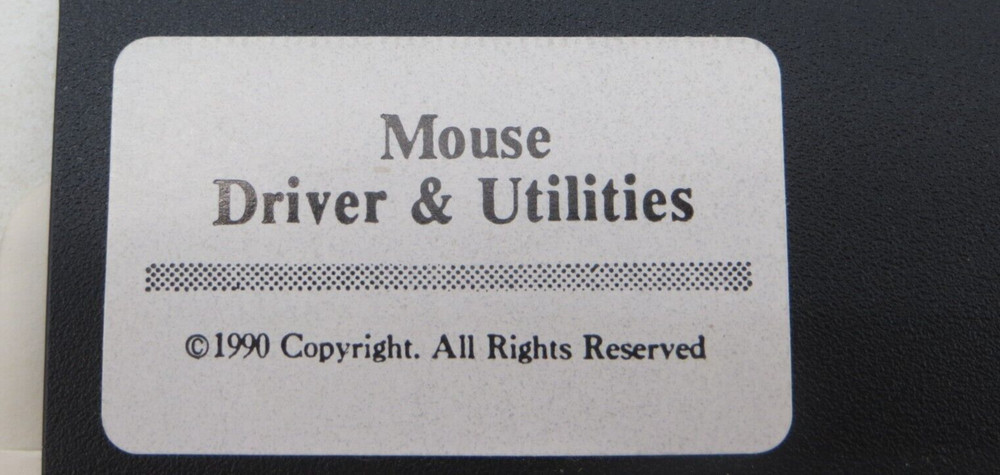 Mouse
Driver & Utilities
©1990 Copyright. All Rights Reserved